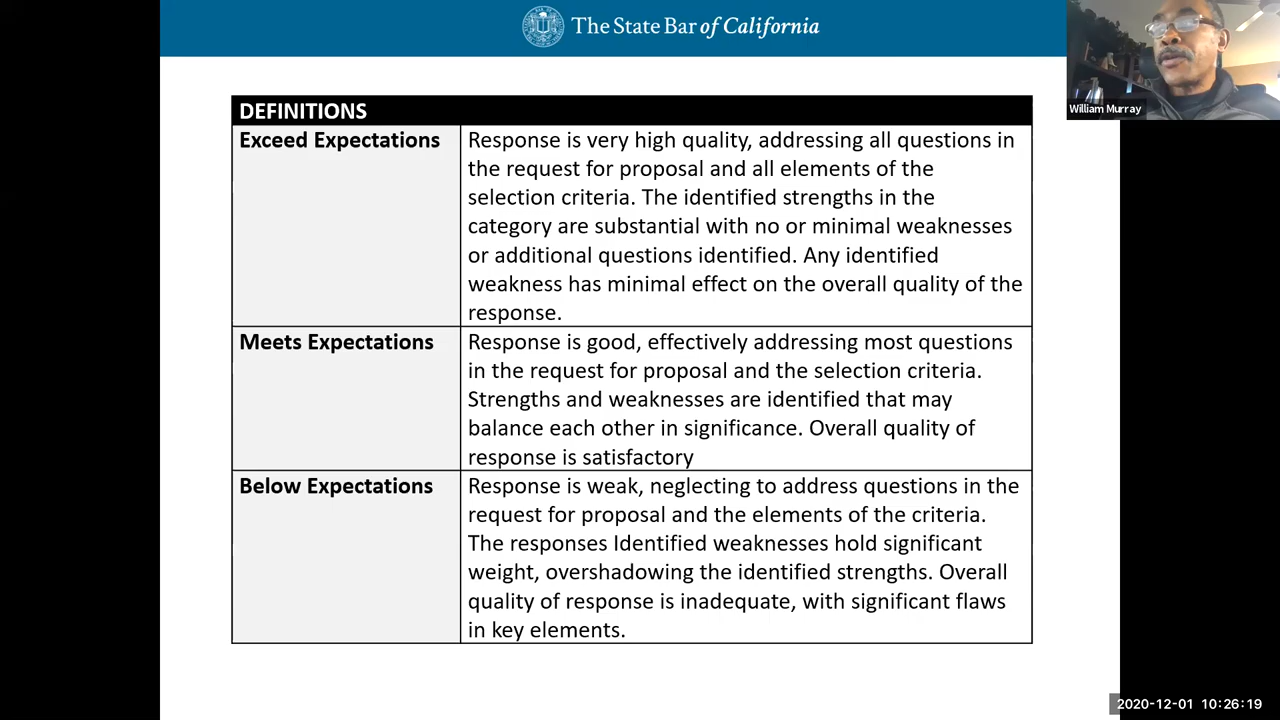 The State Bar of California
William Murray
DEFINITIONS
Exceed Expectations
Response is very high quality, addressing all questions in
the request for proposal and all elements of the
selection criteria. The identified strengths in the
category are substantial with no or minimal weaknesses
or additional questions identified. Any identified
weakness has minimal effect on the overall quality of the
response.
Meets Expectations
Response is good, effectively addressing most questions
in the request for proposal and the selection criteria.
Strengths and weaknesses are identified that may
balance each other in significance. Overall quality of
response is satisfactory
Below Expectations
Response is weak, neglecting to address questions in the
request for proposal and the elements of the criteria.
The responses Identified weaknesses hold significant
weight, overshadowing the identified strengths. Overall
quality of response is inadequate, with significant flaws
in key elements.
2020-12-01 10:26:19